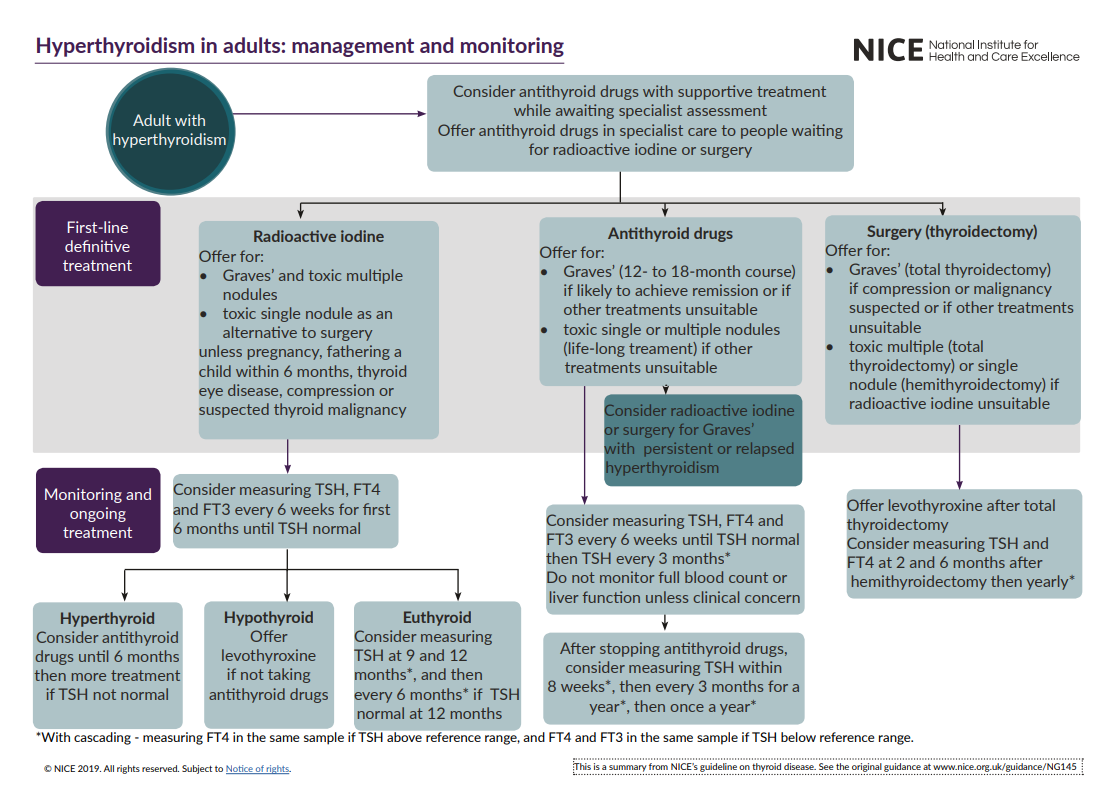 Hyperthyroidism in adults: management and monitoring
NICE National Institute for
Health and Care Excellence
Adult with
hyperthyroidism
Consider antithyroid drugs with supportive treatment
while awaiting specialist assessment
Offer antithyroid drugs in specialist care to people waiting
for radioactive iodine or surgery
First-line
definitive
treatment
Radioactive iodine
Offer for:
• Graves’ and toxic multiple
nodules
• toxic single nodule as an
alternative to surgery
unless pregnancy, fathering a
child within 6 months, thyroid
eye disease, compression or
suspected thyroid malignancy
Antithyroid drugs
Offer for:
• Graves’ (12- to 18-month course)
if likely to achieve remission or if
other treatments unsuitable
• toxic single or multiple nodules
(life-long treament) if other
treatments unsuitable
Surgery (thyroidectomy)
Offer for:
• Graves’ (total thyroidectomy)
if compression or malignancy
suspected or if other treatments
unsuitable
• toxic multiple (total
thyroidectomy) or single
nodule (hemithyroidectomy) if
radioactive iodine unsuitable
Consider radioactive iodine
or surgery for Graves’
with persistent or relapsed
hyperthyroidism
Monitoring and
ongoing
treatment
Consider measuring TSH, FT4
and FT3 every 6 weeks for first
6 months until TSH normal
Consider measuring TSH, FT4 and
FT3 every 6 weeks until TSH normal
then TSH every 3 months*
Do not monitor full blood count or
liver function unless clinical concern
Offer levothyroxine after total
thyroidectomy
Consider measuring TSH and
FT4 at 2 and 6 months after
hemithyroidectomy then yearly*
Hyperthyroid
Consider antithyroid
drugs until 6 months
then more treatment
if TSH not normal
Hypothyroid
Offer
levothyroxine
if not taking
antithyroid drugs
Euthyroid
Consider measuring
TSH at 9 and 12
months*, and then
every 6 months* if TSH
normal at 12 months
After stopping antithyroid drugs,
consider measuring TSH within
8 weeks*, then every 3 months for a
year*, then once a year*
*With cascading - measuring FT4 in the same sample if TSH above reference range, and FT4 and FT3 in the same sample if TSH below reference range.
© NICE 2019. All rights reserved. Subject to Notice of rights.
This is a summary from NICE’s guideline on thyroid disease. See the original guidance at www.nice.org.uk/guidance/NG145